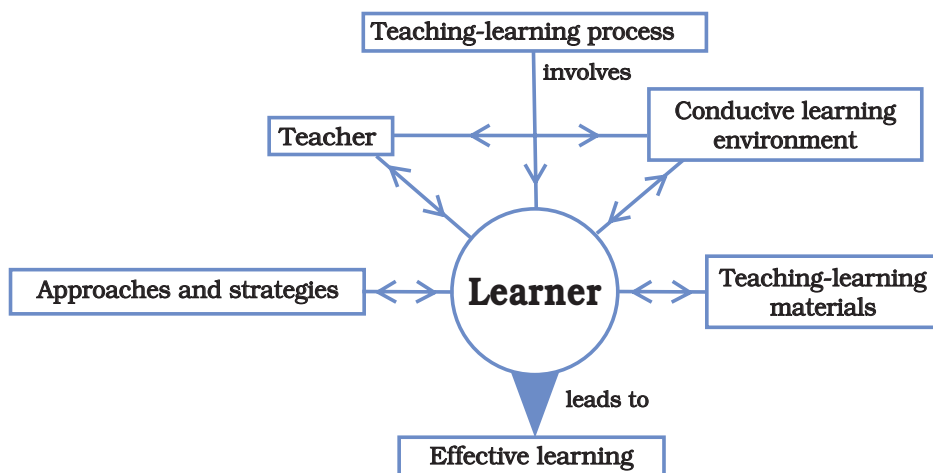 Teaching-learning process
involves
Conducive learning
environment
Teacher
Approaches and strategies
Learner
Teaching-learning
materials
leads to
Effective learning